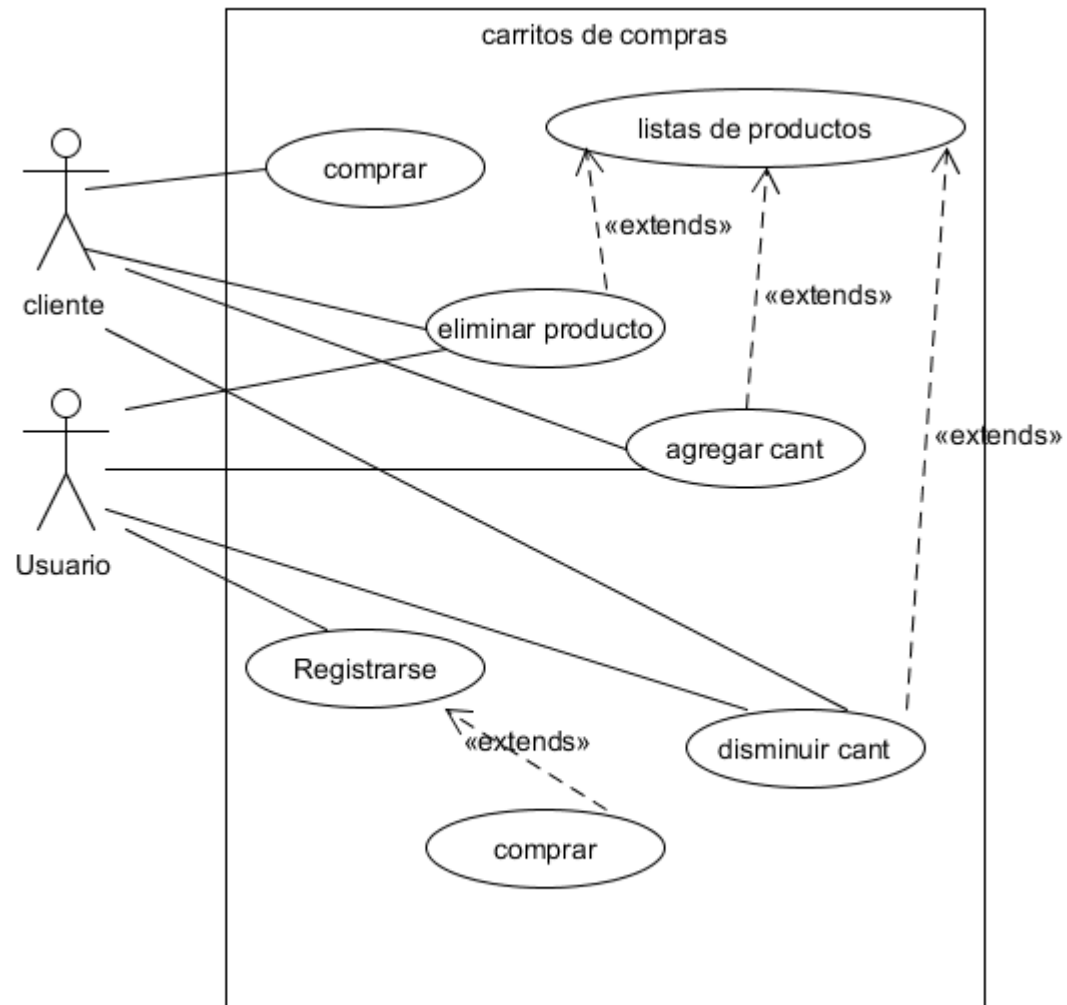 carritos de compras
listas de productos
comprar
«extends»
«extends»
cliente
eliminar producto
«extends»
agregar cant
Usuario
Registrarse
«extends»
disminuir cant
comprar